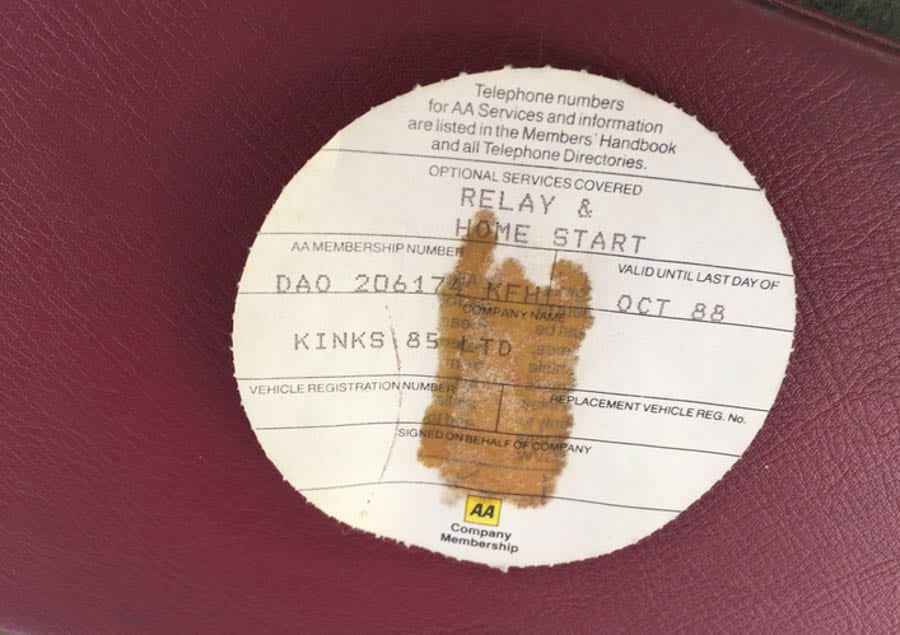 Telephone numbers
for AA Services and information
are listed in the Members' Handbook
and all Telephone Directories.
OPTIONAL SERVICES COVERED
RELAY &
HOME START
AA MEMBERSHIP NUMBER
VALID UNTIL LAST DAY OF
DAO 206174
OCT 88
COMPANY NAME
KINKS 85 LTD
VEHICLE REGISTRATION NUMBER
REPLACEMENT VEHICLE REG. No.
SIGNED ON BEHALF OF COMPANY
AA
Company
Membership